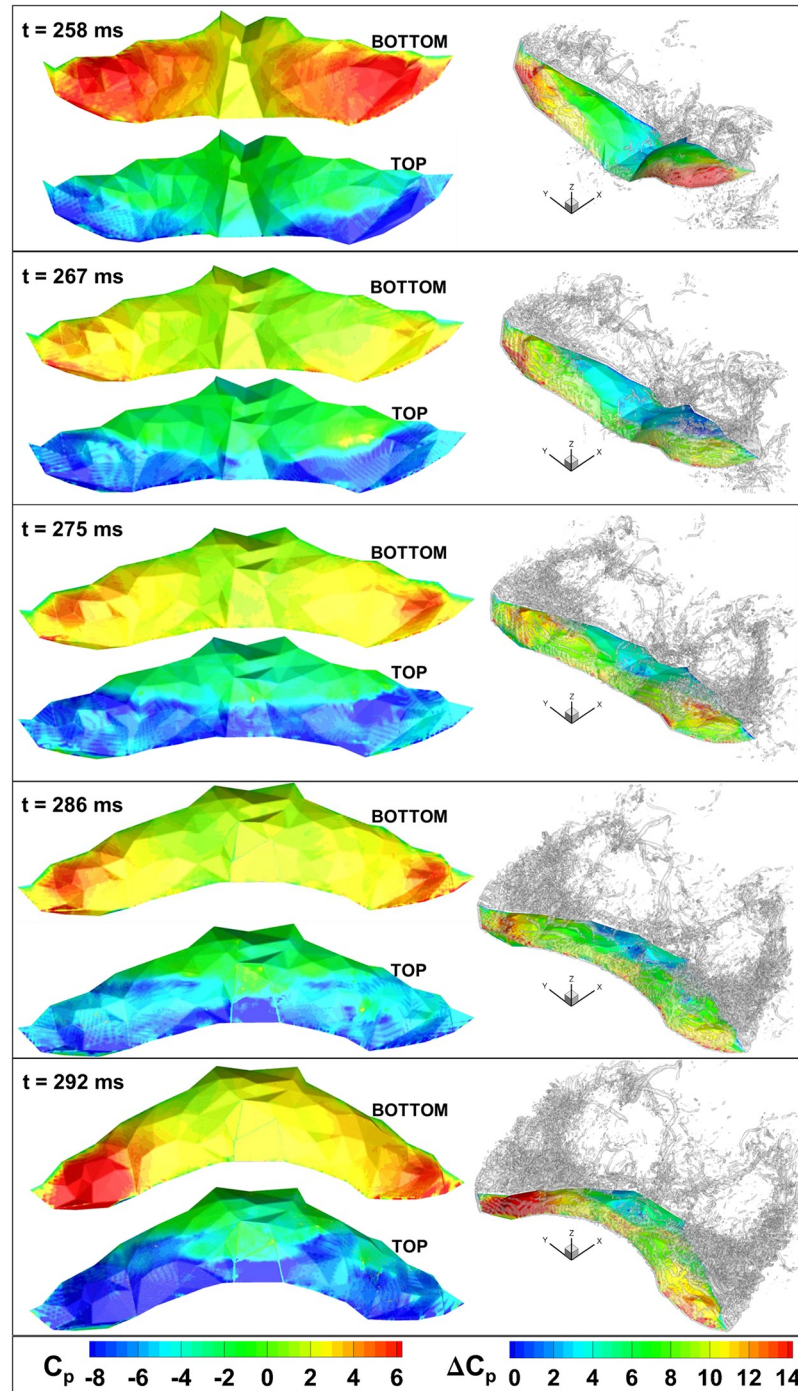 t = 258 ms
BOTTOM
TOP
Y Z X
t = 267 ms
BOTTOM
TOP
Y Z X
t = 275 ms
BOTTOM
TOP
Y Z X
t = 286 ms
BOTTOM
TOP
Y Z X
t = 292 ms
BOTTOM
TOP
Y Z X
Cp -8 -6 -4 -2 0 2 4 6
ΔCp 0 2 4 6 8 10 12 14